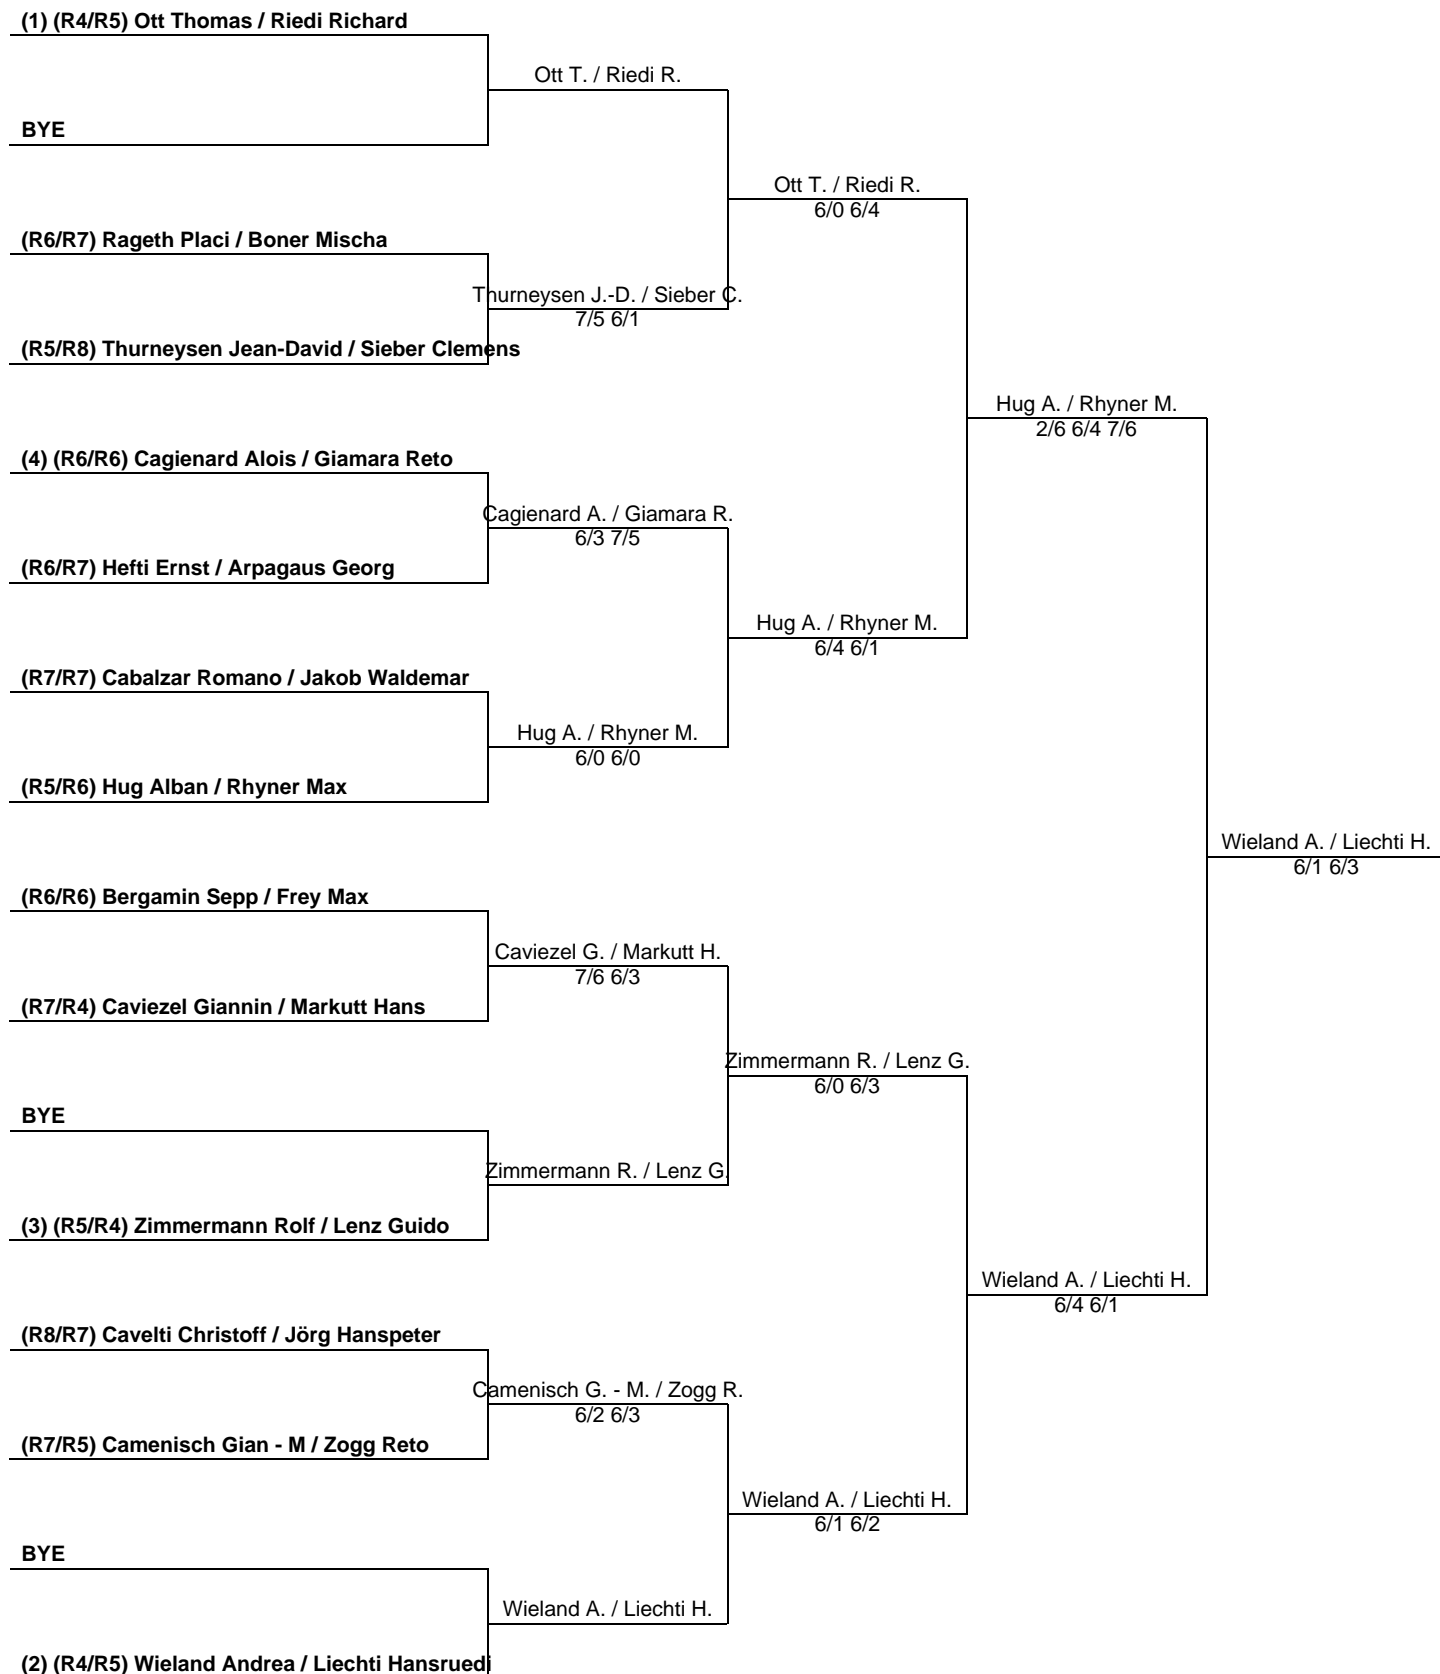 (1) (R4/R5) Ott Thomas / Riedi Richard
Ott T. / Riedi R.
BYE
Ott T. / Riedi R.
6/0 6/4
(R6/R7) Rageth Placi / Boner Mischa
Thurneysen J.-D. / Sieber C.
7/5 6/1
(R5/R8) Thurneysen Jean-David / Sieber Clemens
Hug A. / Rhyner M.
2/6 6/4 7/6
(4) (R6/R6) Cagienard Alois / Giamara Reto
Cagienard A. / Giamara R.
6/3 7/5
(R6/R7) Hefti Ernst / Arpagaus Georg
Hug A. / Rhyner M.
6/4 6/1
(R7/R7) Cabalzar Romano / Jakob Waldemar
Hug A. / Rhyner M.
6/0 6/0
(R5/R6) Hug Alban / Rhyner Max
Wieland A. / Liechti H.
6/1 6/3
(R6/R6) Bergamin Sepp / Frey Max
Caviezel G. / Markutt H.
7/6 6/3
(R7/R4) Caviezel Giannin / Markutt Hans
Zimmermann R. / Lenz G.
6/0 6/3
BYE
Zimmermann R. / Lenz G.
(3) (R5/R4) Zimmermann Rolf / Lenz Guido
Wieland A. / Liechti H.
6/4 6/1
(R8/R7) Cavelti Christoff / Jörg Hanspeter
Camenisch G. - M. / Zogg R.
6/2 6/3
(R7/R5) Camenisch Gian - M / Zogg Reto
Wieland A. / Liechti H.
6/1 6/2
BYE
Wieland A. / Liechti H.
(2) (R4/R5) Wieland Andrea / Liechti Hansruedi